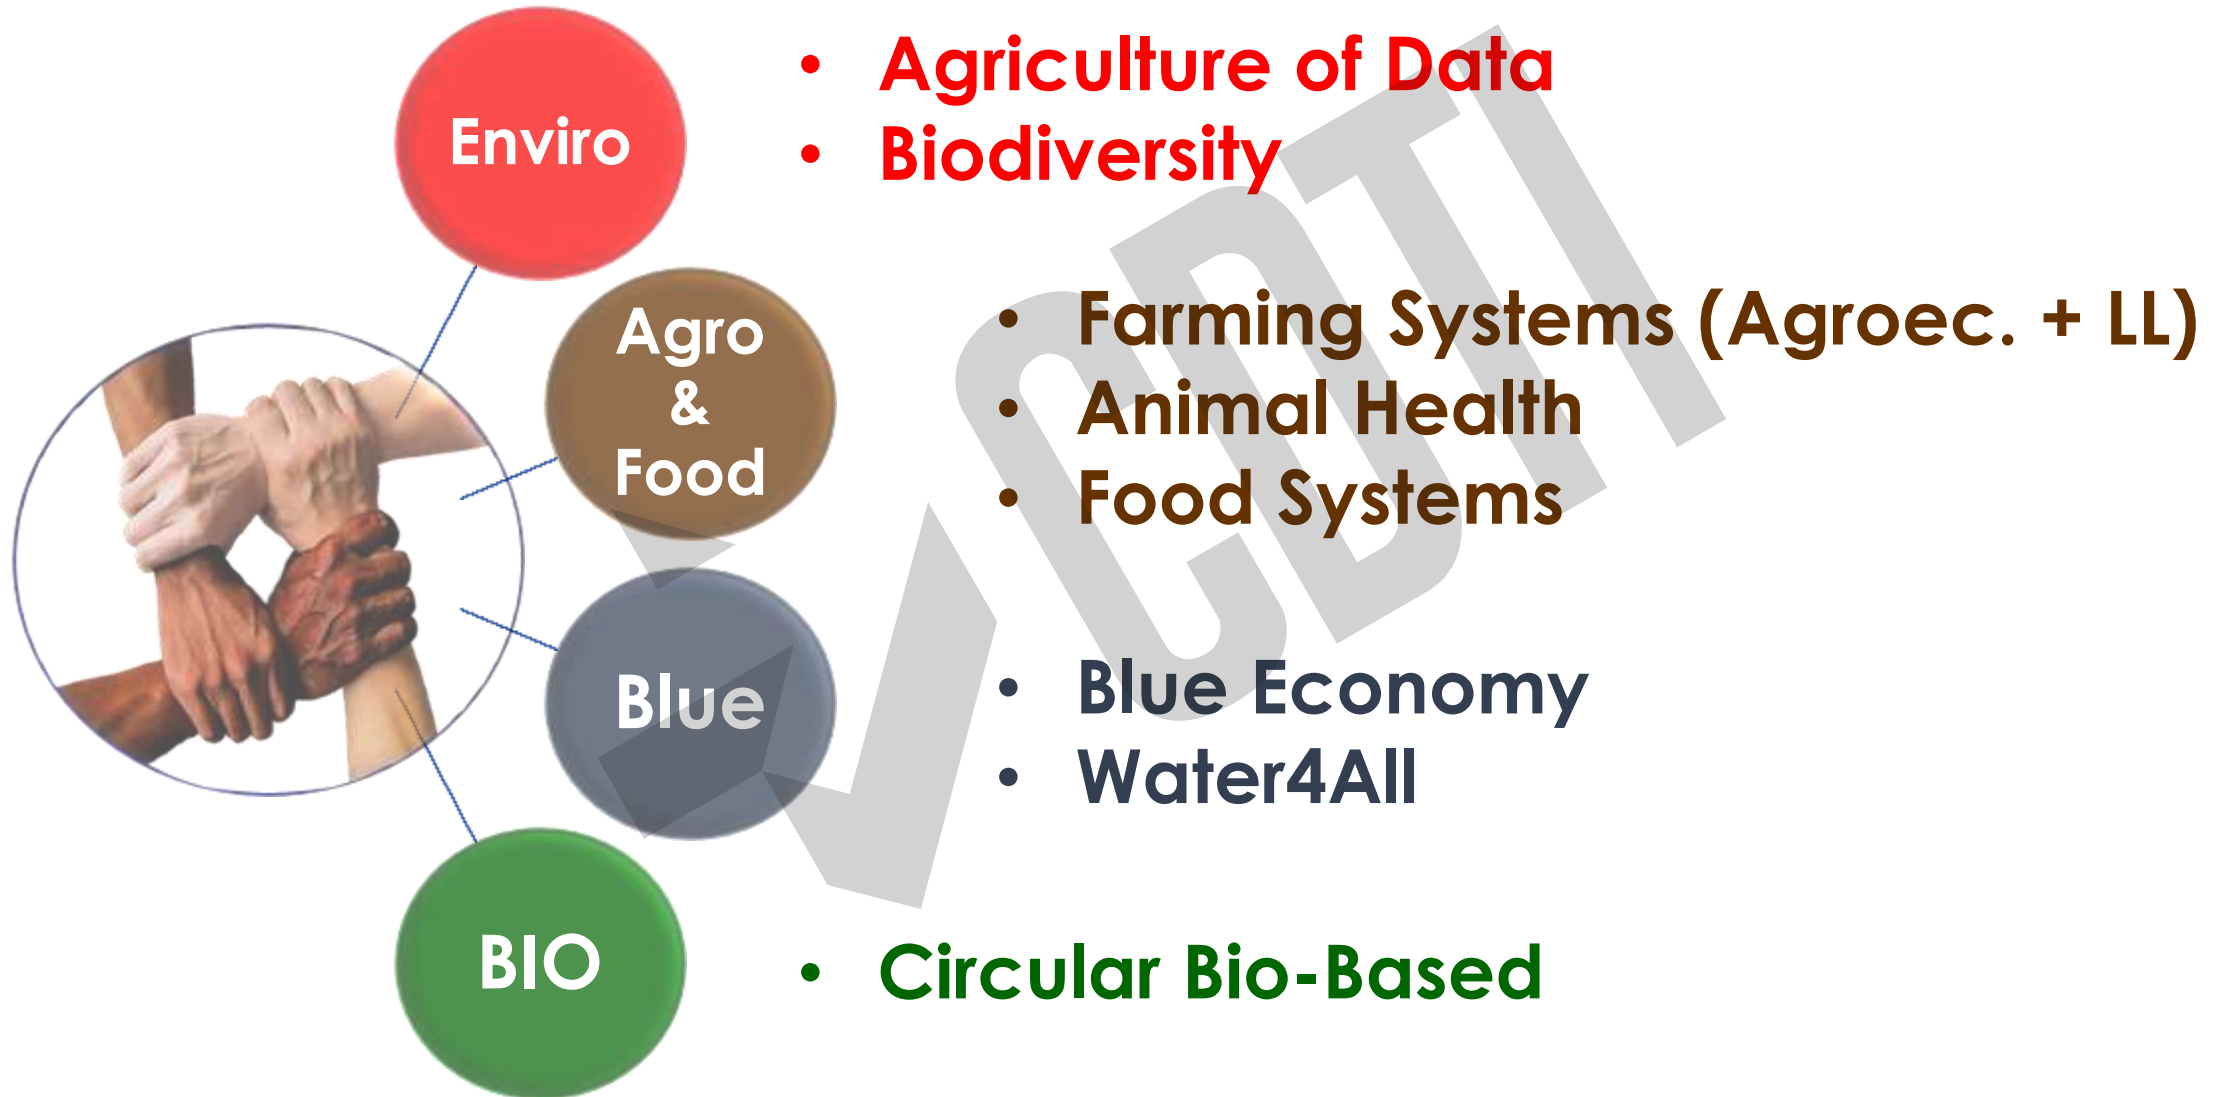 Enviro
• Agriculture of Data
• Biodiversity
Agro
&
Food
• Farming Systems (Agroec. + LL)
• Animal Health
• Food Systems
Blue
• Blue Economy
• Water4All
BIO
• Circular Bio-Based
CDTI